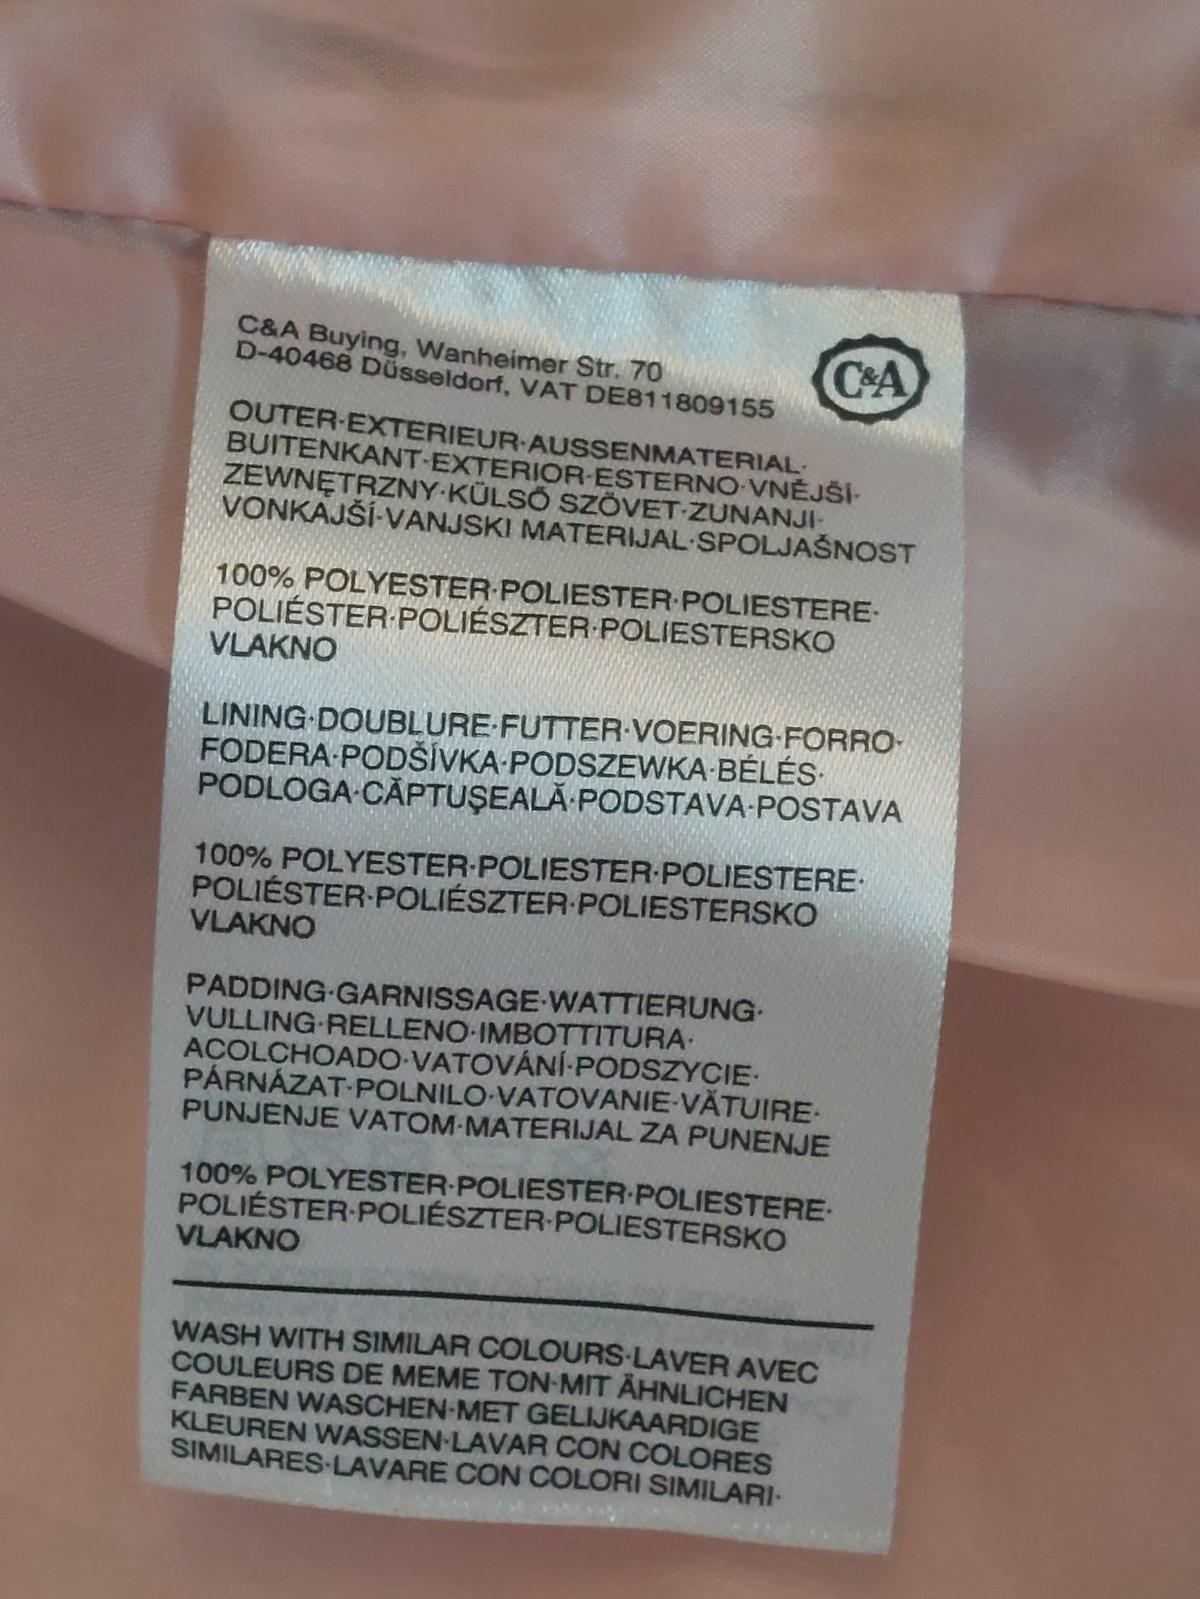 C&A Buying, Wanheimer Str. 70
D-40468 Düsseldorf, VAT DE811809155
C&A
OUTER·EXTERIEUR·AUSSENMATERIAL·
BUITENKANT·EXTERIOR·ESTERNO·VNĚJŠÍ·
ZEWNĘTRZNY·KÜLSŐ SZÖVET·ZUNANJI·
VONKAJŠÍ·VANJSKI MATERIJAL·SPOLJAŠNOST
100% POLYESTER·POLIESTER·POLIESTERE·
POLIÉSTER·POLIÉSZTER·POLIESTERSKO
VLAKNO
LINING·DOUBLURE·FUTTER·VOERING·FORRO·
FODERA·PODŠÍVKA·PODSZEWKA·BÉLÉS·
PODLOGA·CĂPTUŞEALĂ·PODSTAVA·POSTAVA
100% POLYESTER·POLIESTER·POLIESTERE·
POLIÉSTER·POLIÉSZTER·POLIESTERSKO
VLAKNO
PADDING·GARNISSAGE·WATTIERUNG·
VULLING·RELLENO·IMBOTTITURA·
ACOLCHOADO·VATOVÁNÍ·PODSZYCIE·
PÁRNÁZAT·POLNILO·VATOVANIE·VĂTUIRE·
PUNJENJE VATOM·MATERIJAL ZA PUNENJE
100% POLYESTER·POLIESTER·POLIESTERE·
POLIÉSTER·POLIÉSZTER·POLIESTERSKO
VLAKNO
WASH WITH SIMILAR COLOURS·LAVER AVEC
COULEURS DE MEME TON·MIT ÄHNLICHEN
FARBEN WASCHEN·MET GELIJKAARDIGE
KLEUREN WASSEN·LAVAR CON COLORES
SIMILARES·LAVARE CON COLORI SIMILARI·